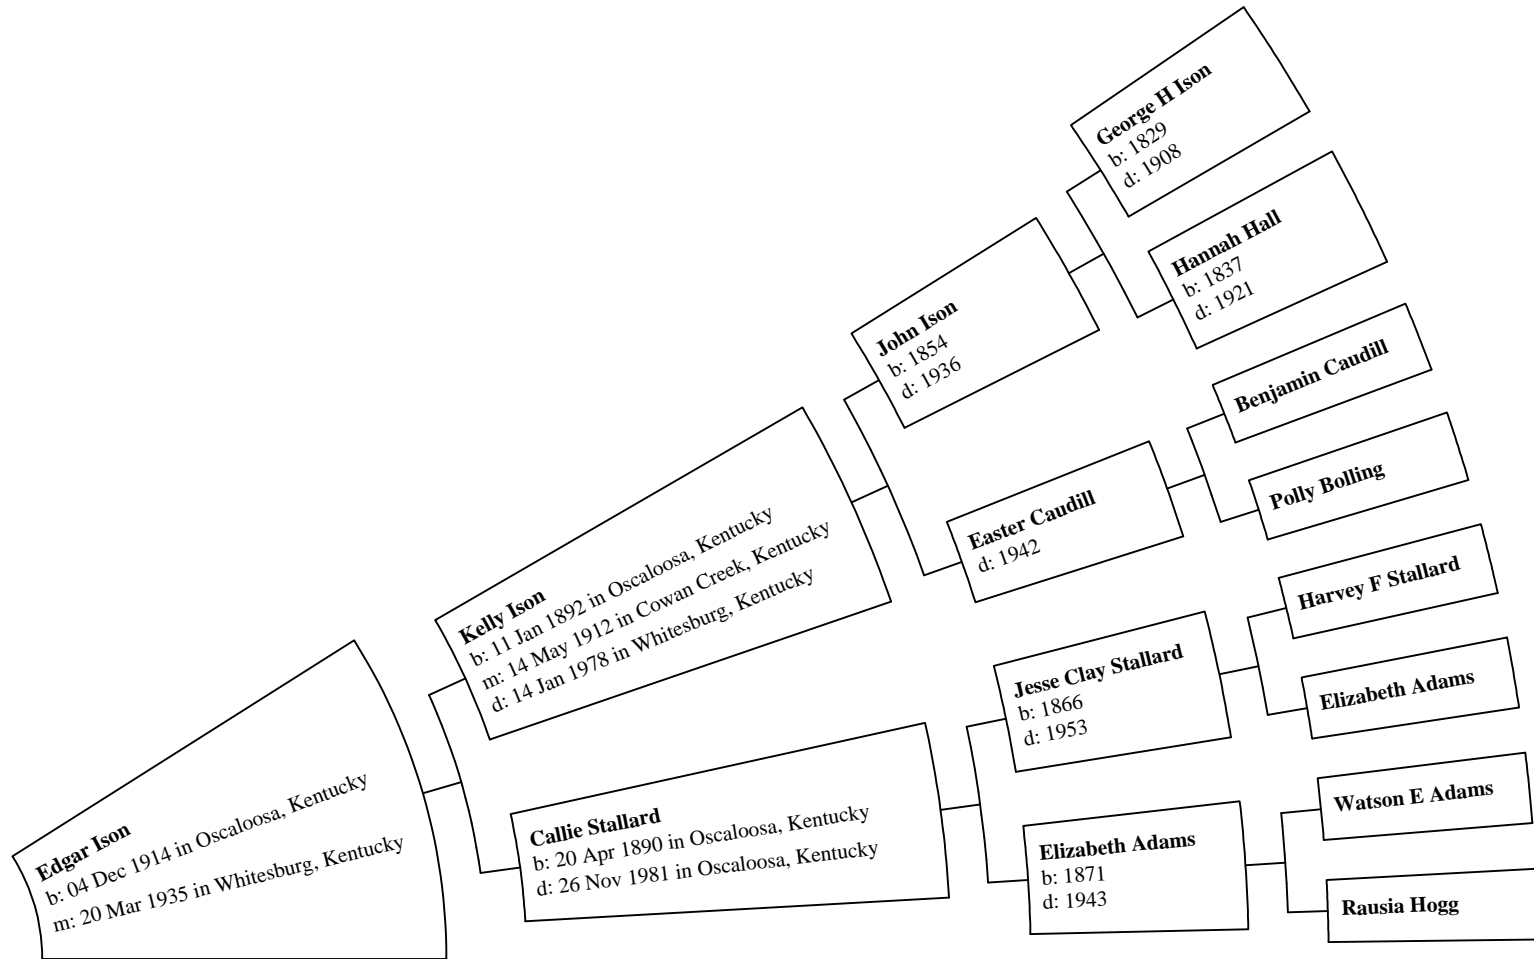 George H Ison
b: 1829
d: 1908
Hannah Hall
b: 1837
d: 1921
John Ison
b: 1854
d: 1936
Benjamin Caudill
Polly Bolling
Easter Caudill
d: 1942
Kelly Ison
b: 11 Jan 1892 in Oscaloosa, Kentucky
m: 14 May 1912 in Cowan Creek, Kentucky
d: 14 Jan 1978 in Whitesburg, Kentucky
Harvey F Stallard
Elizabeth Adams
Jesse Clay Stallard
b: 1866
d: 1953
Edgar Ison
b: 04 Dec 1914 in Oscaloosa, Kentucky
m: 20 Mar 1935 in Whitesburg, Kentucky
Callie Stallard
b: 20 Apr 1890 in Oscaloosa, Kentucky
d: 26 Nov 1981 in Oscaloosa, Kentucky
Watson E Adams
Elizabeth Adams
b: 1871
d: 1943
Rausia Hogg